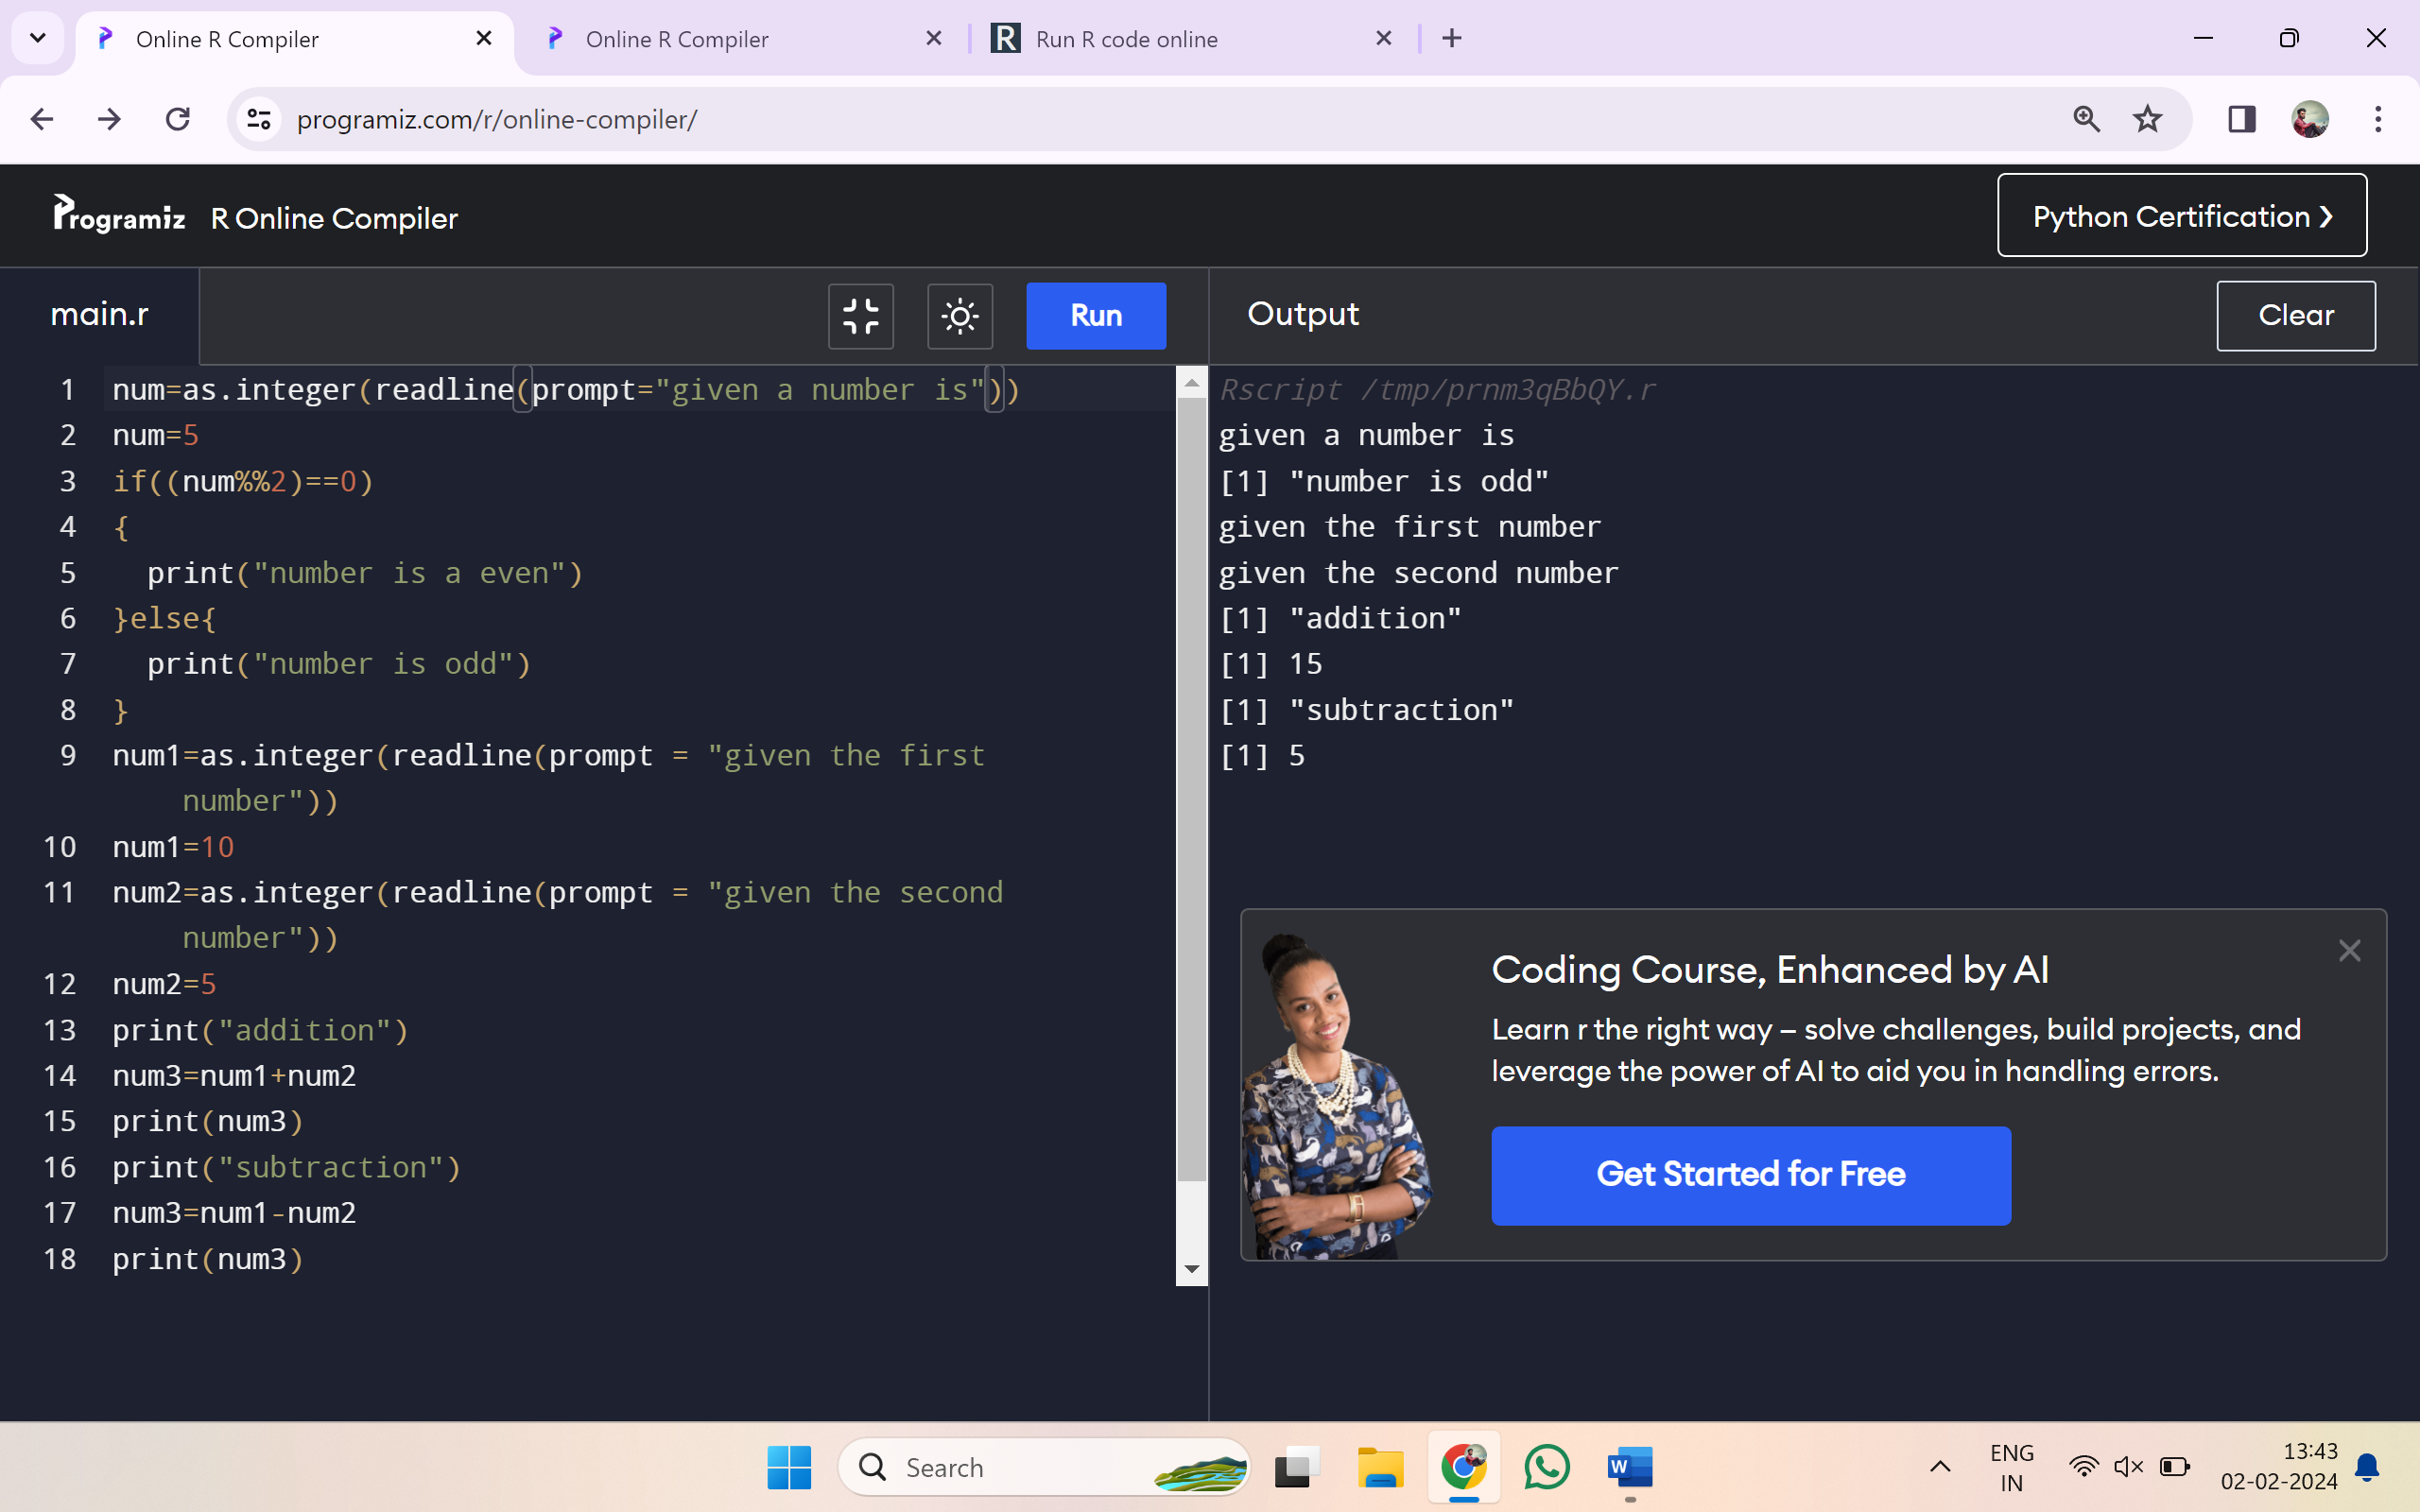 Online R Compiler
Online R Compiler
R Run R code online
programiz.com/r/online-compiler/
Programiz R Online Compiler
Python Certification ❯
main.r
Run
Output
Clear
1 num=as.integer(readline(prompt="given a number is"))
2 num=5
3 if((num%%2)==0)
4 {
5 print("number is a even")
6 }else{
7 print("number is odd")
8 }
9 num1=as.integer(readline(prompt = "given the first
number"))
10 num1=10
11 num2=as.integer(readline(prompt = "given the second
number"))
12 num2=5
13 print("addition")
14 num3=num1+num2
15 print(num3)
16 print("subtraction")
17 num3=num1-num2
18 print(num3)
Rscript /tmp/prnm3qBbQY.r
given a number is
[1] "number is odd"
given the first number
given the second number
[1] "addition"
[1] 15
[1] "subtraction"
[1] 5
Coding Course, Enhanced by AI
Learn r the right way – solve challenges, build projects, and
leverage the power of AI to aid you in handling errors.
Get Started for Free
Search
W
ENG
IN
13:43
02-02-2024